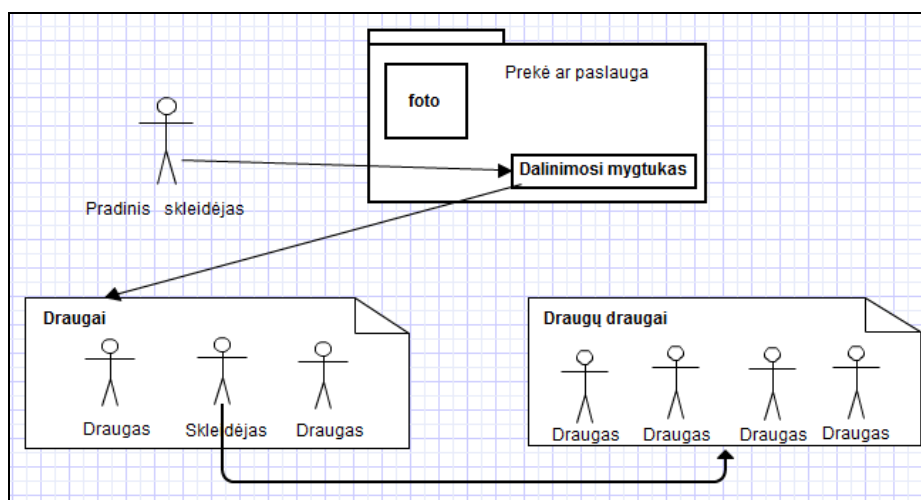 Prekė ar paslauga
foto
Dalinimosi mygtukas
Pradinis skleidėjas
Draugai
Draugas Skleidėjas Draugas
Draugų draugai
Draugas Draugas Draugas Draugas